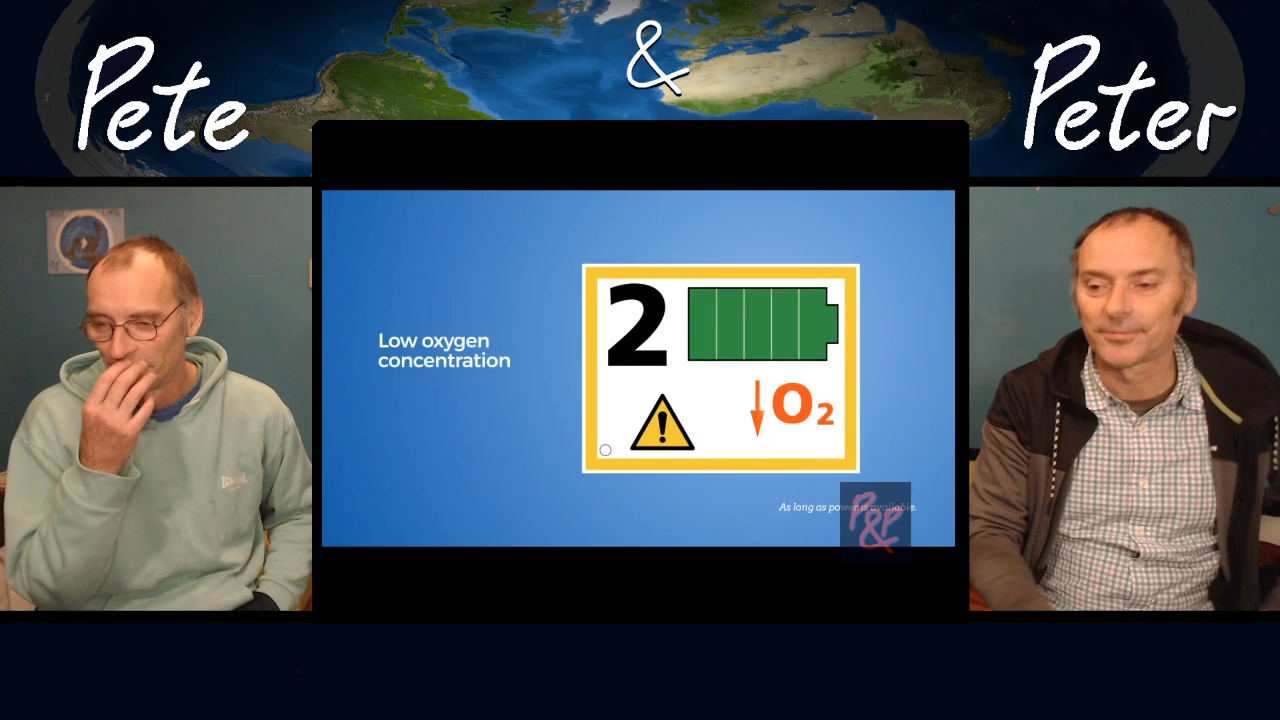 Pete & Peter
Low oxygen
concentration
2
O₂
As long as power is available.
P
&P